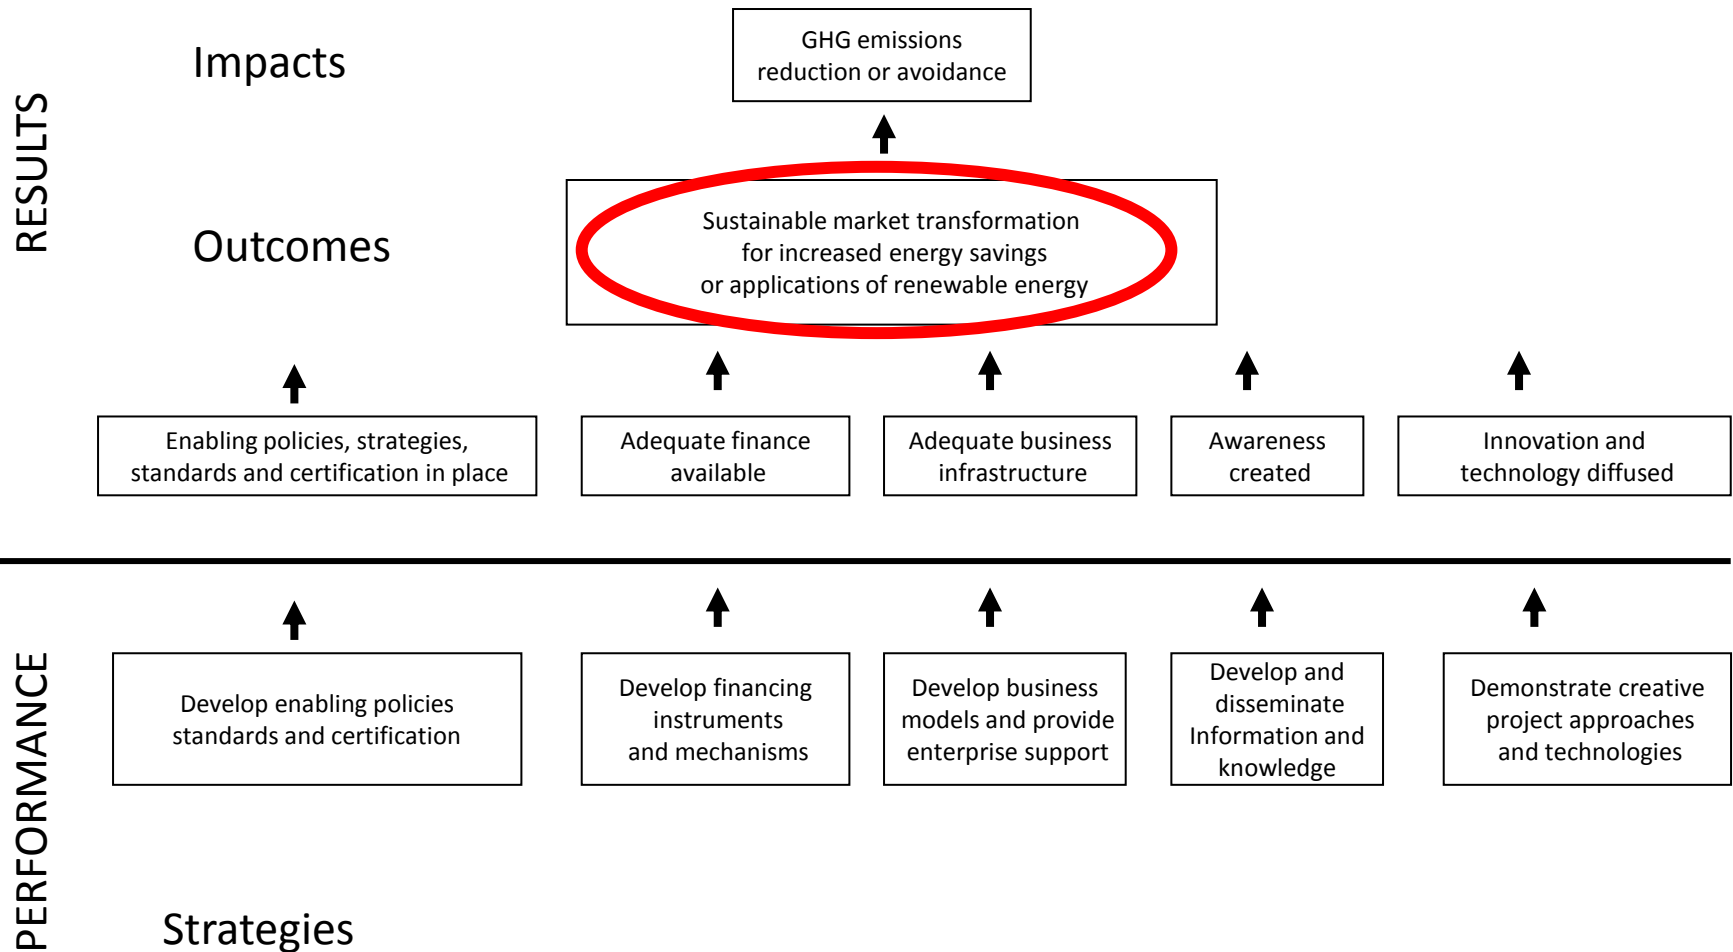 RESULTS
Impacts
GHG emissions
reduction or avoidance
Outcomes
Sustainable market transformation
for increased energy savings
or applications of renewable energy
Enabling policies, strategies,
standards and certification in place
Adequate finance
available
Adequate business
infrastructure
Awareness
created
Innovation and
technology diffused
PERFORMANCE
Develop enabling policies
standards and certification
Develop financing
instruments
and mechanisms
Develop business
models and provide
enterprise support
Develop and
disseminate
Information and
knowledge
Demonstrate creative
project approaches
and technologies
Strategies